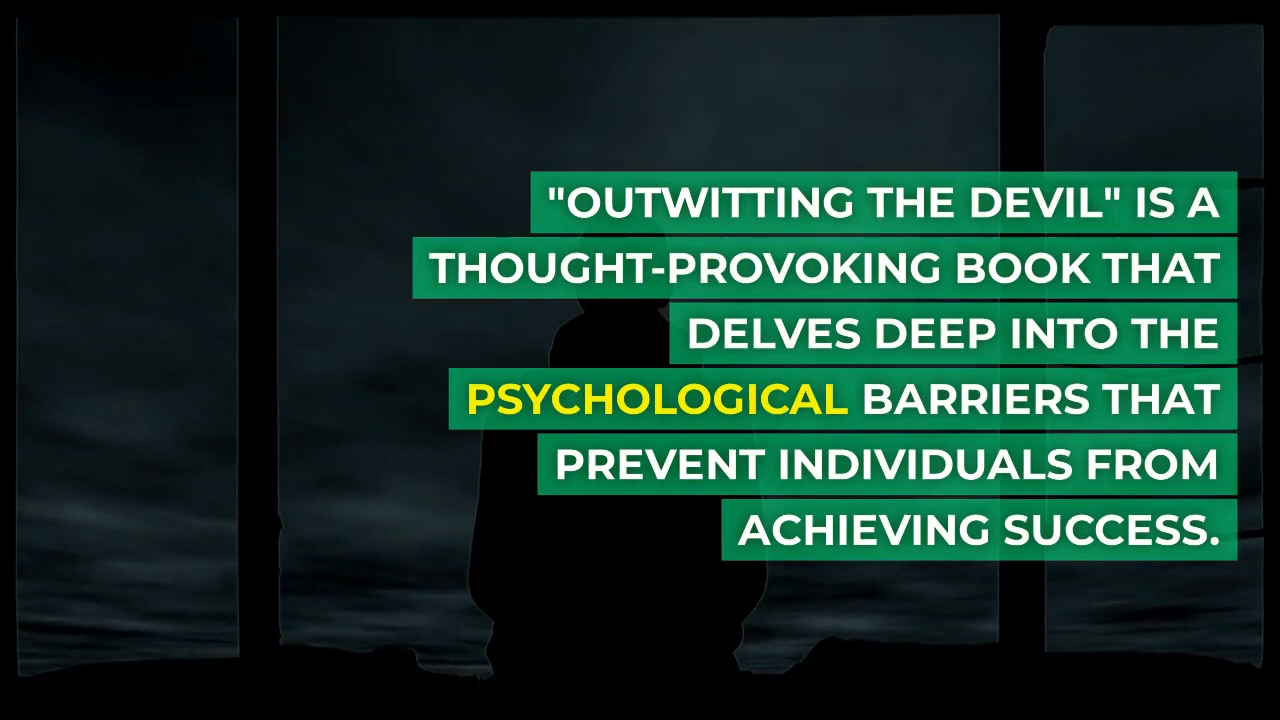 "OUTWITTING THE DEVIL" IS A
THOUGHT-PROVOKING BOOK THAT
DELVES DEEP INTO THE
PSYCHOLOGICAL BARRIERS THAT
PREVENT INDIVIDUALS FROM
ACHIEVING SUCCESS.